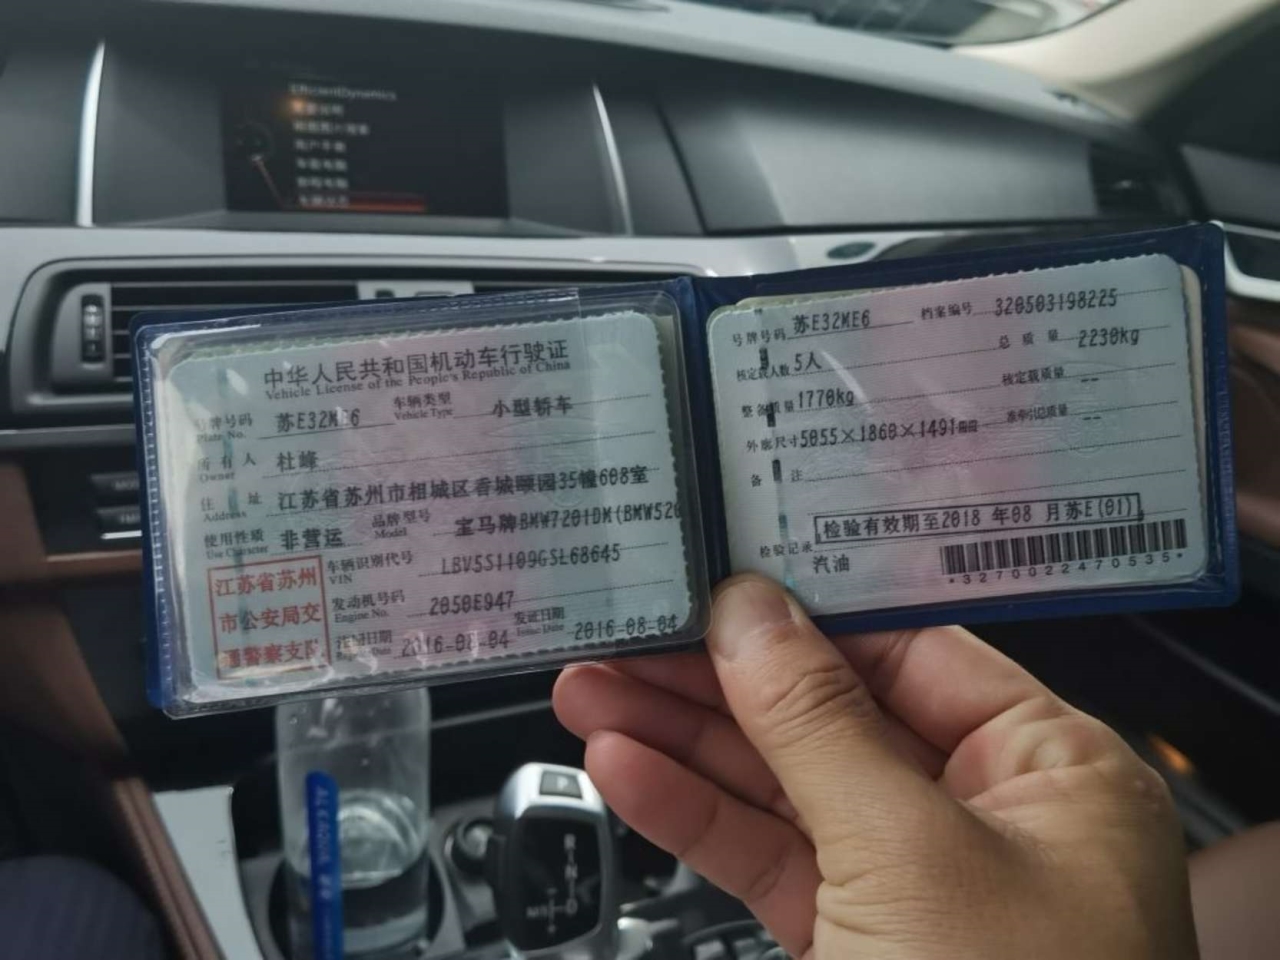 EfficientDynamics
中华人民共和国机动车行驶证
Vehicle License of the People's Republic of China
号牌号码 苏E32ME6 车辆类型 小型轿车
Plate No. Vehicle Type
所有人 杜峰
Owner
住址 江苏省苏州市相城区香城颐园35幢608室
Address
使用性质 非营运 品牌型号 宝马牌BMW7201DM(BMW520
Use Character Model
江苏省苏州
市公安局交
通警察支队
车辆识别代号 LBV5S1109GSL68645
VIN
发动机号码 2050E947
Engine No.
注册日期 2016-08-04 发证日期 2016-08-04
Register Date Issue Date
号牌号码 苏E32ME6 档案编号 320503198225
核定载人数 5人 总质量 2230kg
整备质量 1770kg 核定载质量 --
外廓尺寸 5055×1860×1491mm 准牵引总质量 --
备注
检验有效期至2018 年08 月苏E(01)
检验记录
汽油
*3270022470535*
P
R
N
D
M/S
+
-